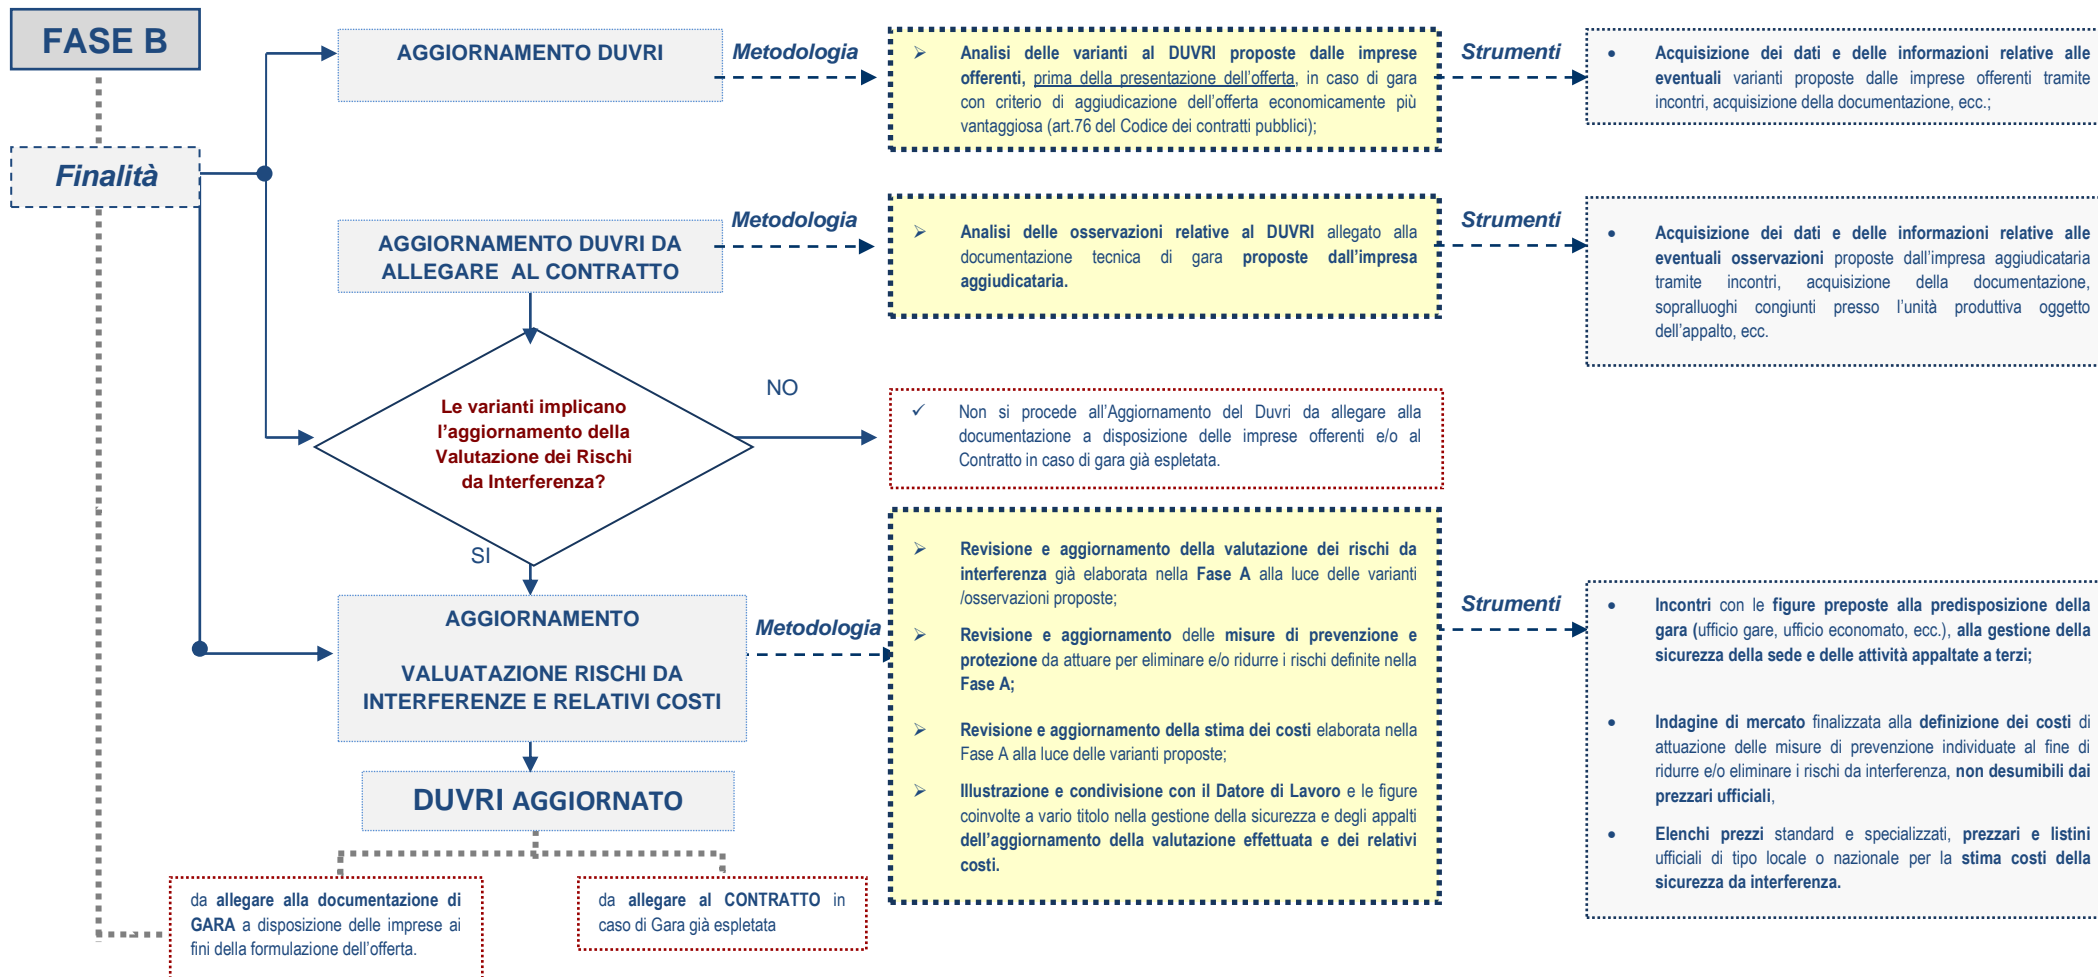 FASE B
Finalità
AGGIORNAMENTO DUVRI
Metodologia
➢ Analisi delle varianti al DUVRI proposte dalle imprese
offerenti, prima della presentazione dell'offerta, in caso di gara
con criterio di aggiudicazione dell'offerta economicamente più
vantaggiosa (art.76 del Codice dei contratti pubblici);
Strumenti
• Acquisizione dei dati e delle informazioni relative alle
eventuali varianti proposte dalle imprese offerenti tramite
incontri, acquisizione della documentazione, ecc.;
AGGIORNAMENTO DUVRI DA
ALLEGARE AL CONTRATTO
Metodologia
➢ Analisi delle osservazioni relative al DUVRI allegato alla
documentazione tecnica di gara proposte dall'impresa
aggiudicataria.
Strumenti
• Acquisizione dei dati e delle informazioni relative alle
eventuali osservazioni proposte dall'impresa aggiudicataria
tramite incontri, acquisizione della documentazione,
sopralluoghi congiunti presso l'unità produttiva oggetto
dell'appalto, ecc.
Le varianti implicano
l'aggiornamento della
Valutazione dei Rischi
da Interferenza?
NO
✓ Non si procede all'Aggiornamento del Duvri da allegare alla
documentazione a disposizione delle imprese offerenti e/o al
Contratto in caso di gara già espletata.
SI
AGGIORNAMENTO
VALUATAZIONE RISCHI DA
INTERFERENZE E RELATIVI COSTI
Metodologia
➢ Revisione e aggiornamento della valutazione dei rischi da
interferenza già elaborata nella Fase A alla luce delle varianti
/osservazioni proposte;
➢ Revisione e aggiornamento delle misure di prevenzione e
protezione da attuare per eliminare e/o ridurre i rischi definite nella
Fase A;
➢ Revisione e aggiornamento della stima dei costi elaborata nella
Fase A alla luce delle varianti proposte;
➢ Illustrazione e condivisione con il Datore di Lavoro e le figure
coinvolte a vario titolo nella gestione della sicurezza e degli appalti
dell'aggiornamento della valutazione effettuata e dei relativi
costi.
Strumenti
• Incontri con le figure preposte alla predisposizione della
gara (ufficio gare, ufficio economato, ecc.), alla gestione della
sicurezza della sede e delle attività appaltate a terzi;
• Indagine di mercato finalizzata alla definizione dei costi di
attuazione delle misure di prevenzione individuate al fine di
ridurre e/o eliminare i rischi da interferenza, non desumibili dai
prezzari ufficiali,
• Elenchi prezzi standard e specializzati, prezzari e listini
ufficiali di tipo locale o nazionale per la stima costi della
sicurezza da interferenza.
DUVRI AGGIORNATO
da allegare alla documentazione di
GARA a disposizione delle imprese ai
fini della formulazione dell'offerta.
da allegare al CONTRATTO in
caso di Gara già espletata